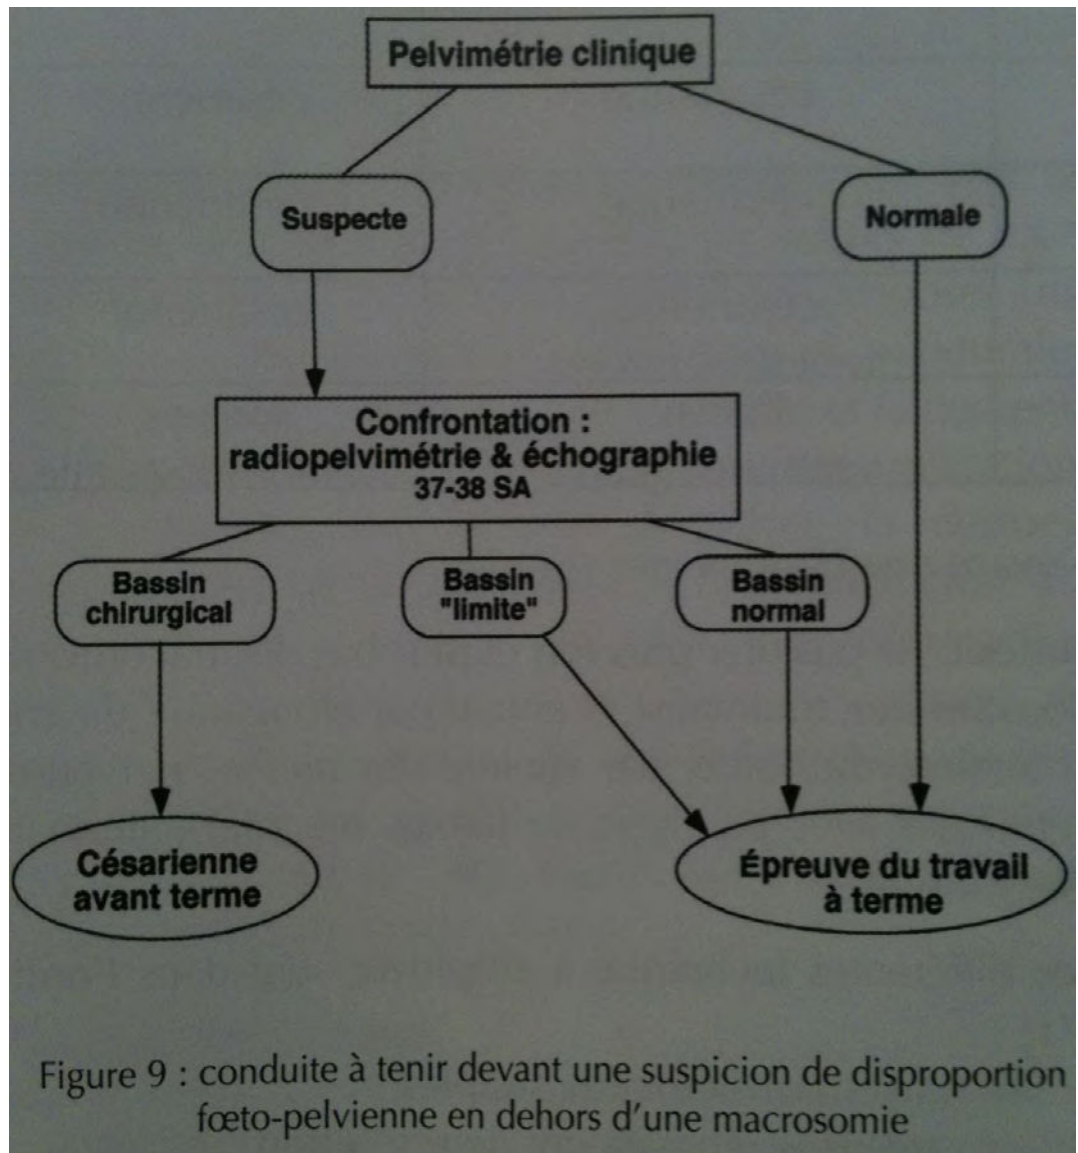 Pelvimétrie clinique
Suspecte
Normale
Confrontation :
radiopelvimétrie & échographie
37-38 SA
Bassin
chirurgical
Bassin
"limite"
Bassin
normal
Césarienne
avant terme
Épreuve du travail
à terme
Figure 9 : conduite à tenir devant une suspicion de disproportion
fœto-pelvienne en dehors d'une macrosomie